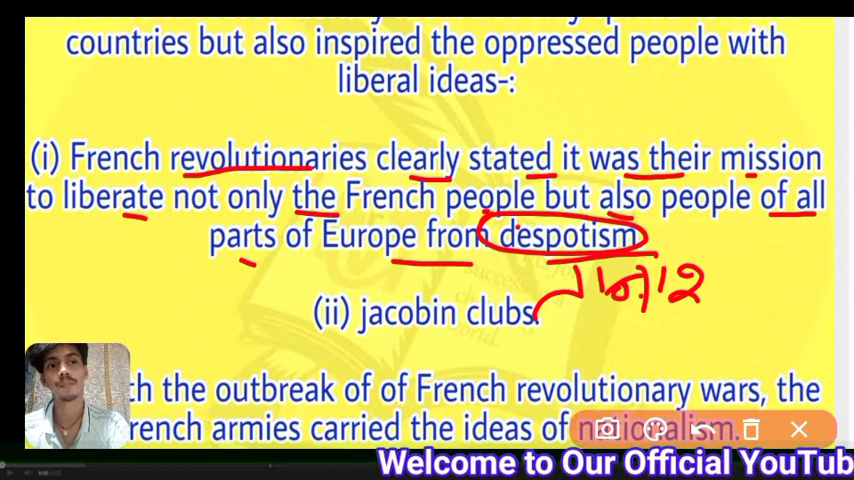 countries but also inspired the oppressed people with
liberal ideas-:
(i) French revolutionaries clearly stated it was their mission
to liberate not only the French people but also people of all
parts of Europe from despotism
(ii) jacobin clubs.
the outbreak of of French revolutionary wars, the
French armies carried the ideas of nationalism.
Welcome to Our Official YouTub